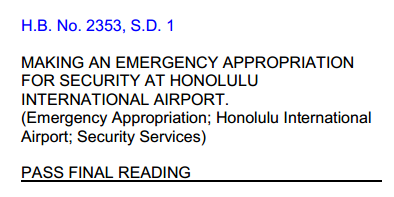 H.B. No. 2353, S.D. 1
MAKING AN EMERGENCY APPROPRIATION
FOR SECURITY AT HONOLULU
INTERNATIONAL AIRPORT.
(Emergency Appropriation; Honolulu International
Airport; Security Services)
PASS FINAL READING